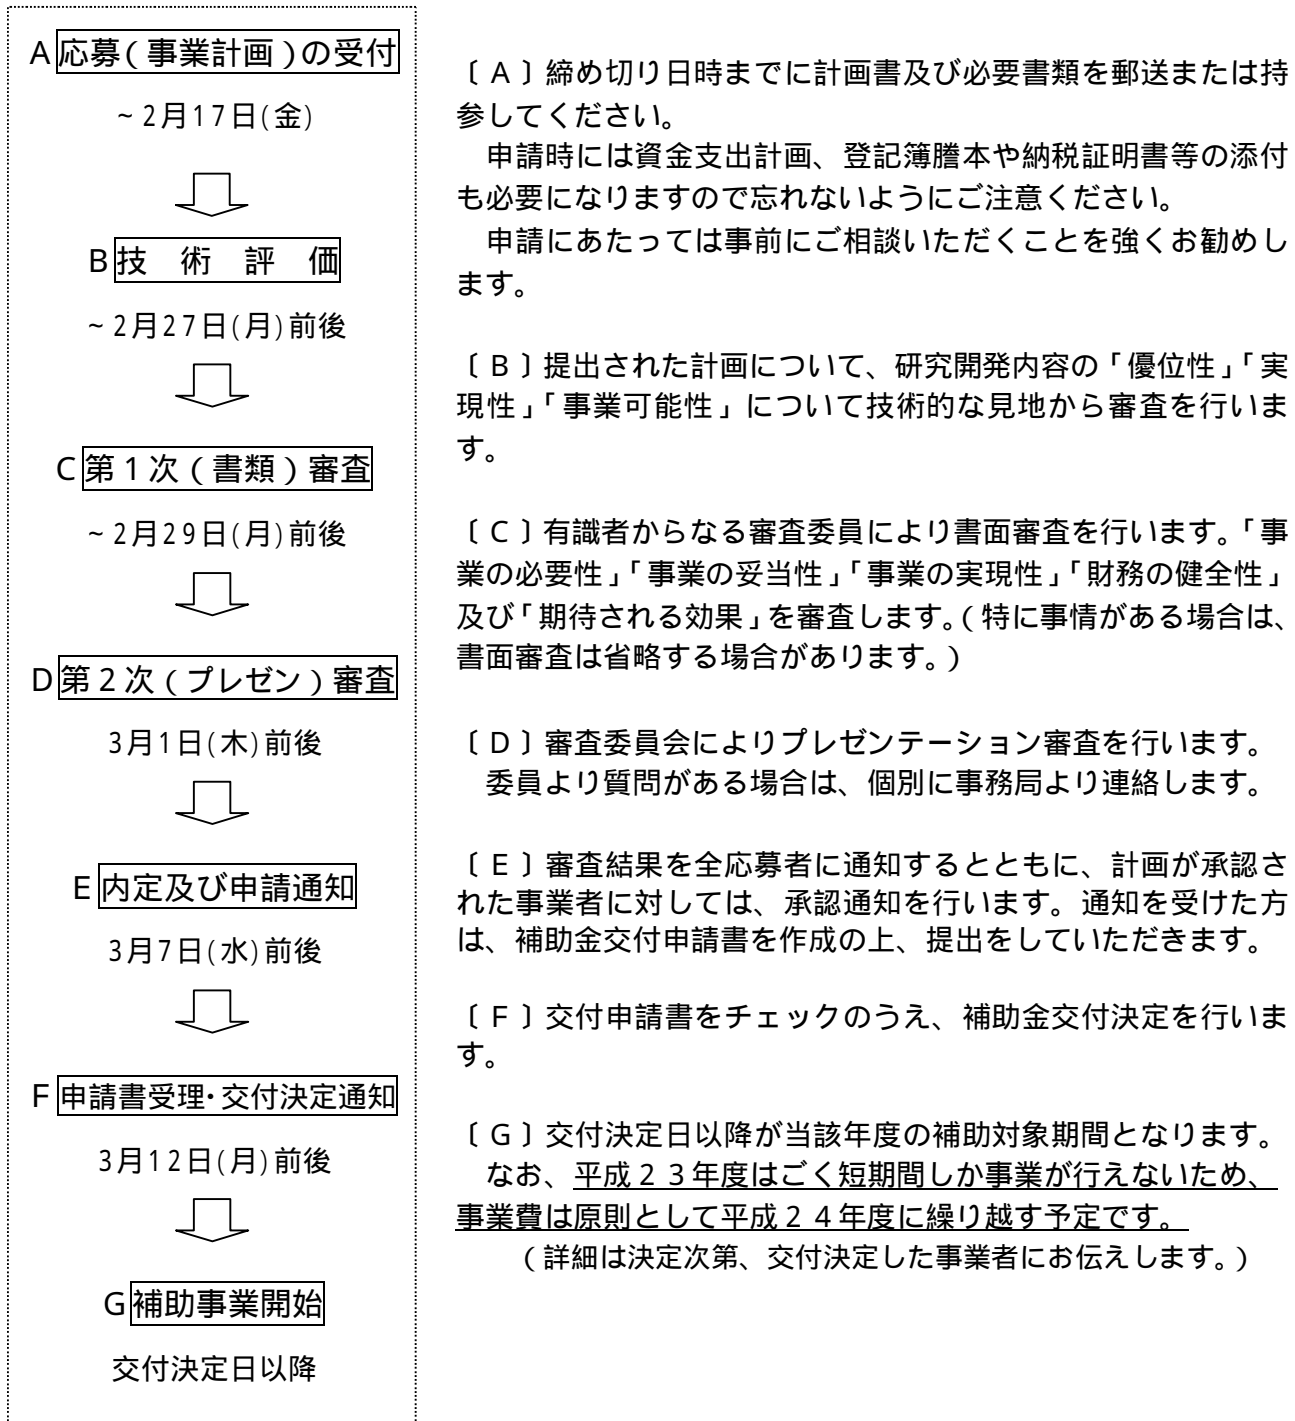 A 応募(事業計画)の受付
~2月17日(金)
B 技 術 評 価
~2月27日(月)前後
C 第1次(書類)審査
~2月29日(月)前後
D 第2次(プレゼン)審査
3月1日(木)前後
E 内定及び申請通知
3月7日(水)前後
F 申請書受理・交付決定通知
3月12日(月)前後
G 補助事業開始
交付決定日以降
〔A〕締め切り日時までに計画書及び必要書類を郵送または持
参してください。
申請時には資金支出計画、登記簿謄本や納税証明書等の添付
も必要になりますので忘れないようにご注意ください。
申請にあたっては事前にご相談いただくことを強くお勧めし
ます。
〔B〕提出された計画について、研究開発内容の「優位性」「実
現性」「事業可能性」について技術的な見地から審査を行いま
す。
〔C〕有識者からなる審査委員により書面審査を行います。「事
業の必要性」「事業の妥当性」「事業の実現性」「財務の健全性」
及び「期待される効果」を審査します。(特に事情がある場合は、
書面審査は省略する場合があります。)
〔D〕審査委員会によりプレゼンテーション審査を行います。
委員より質問がある場合は、個別に事務局より連絡します。
〔E〕審査結果を全応募者に通知するとともに、計画が承認さ
れた事業者に対しては、承認通知を行います。通知を受けた方
は、補助金交付申請書を作成の上、提出をしていただきます。
〔F〕交付申請書をチェックのうえ、補助金交付決定を行いま
す。
〔G〕交付決定日以降が当該年度の補助対象期間となります。
なお、平成23年度はごく短期間しか事業が行えないため、
事業費は原則として平成24年度に繰り越す予定です。
(詳細は決定次第、交付決定した事業者にお伝えします。)